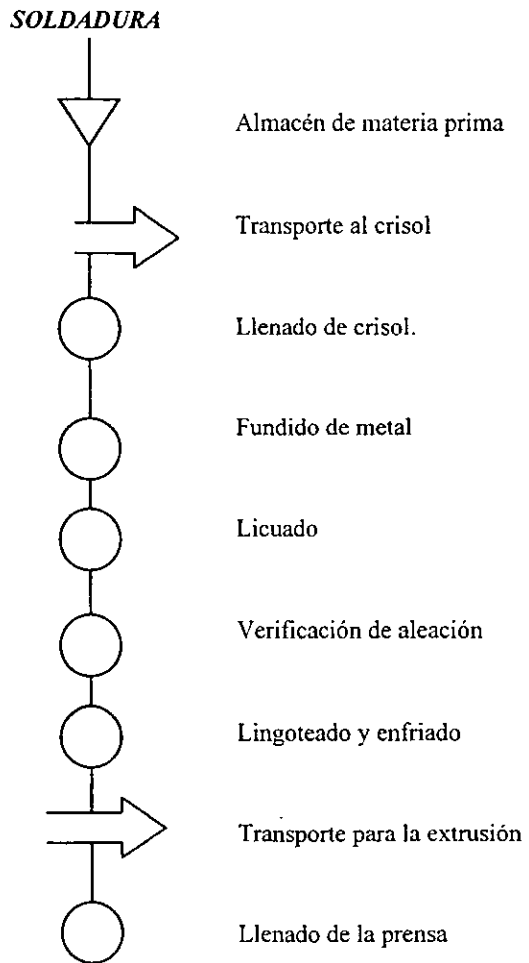 SOLDADURA
Almacén de materia prima
Transporte al crisol
Llenado de crisol.
Fundido de metal
Licuado
Verificación de aleación
Lingoteado y enfriado
Transporte para la extrusión
Llenado de la prensa